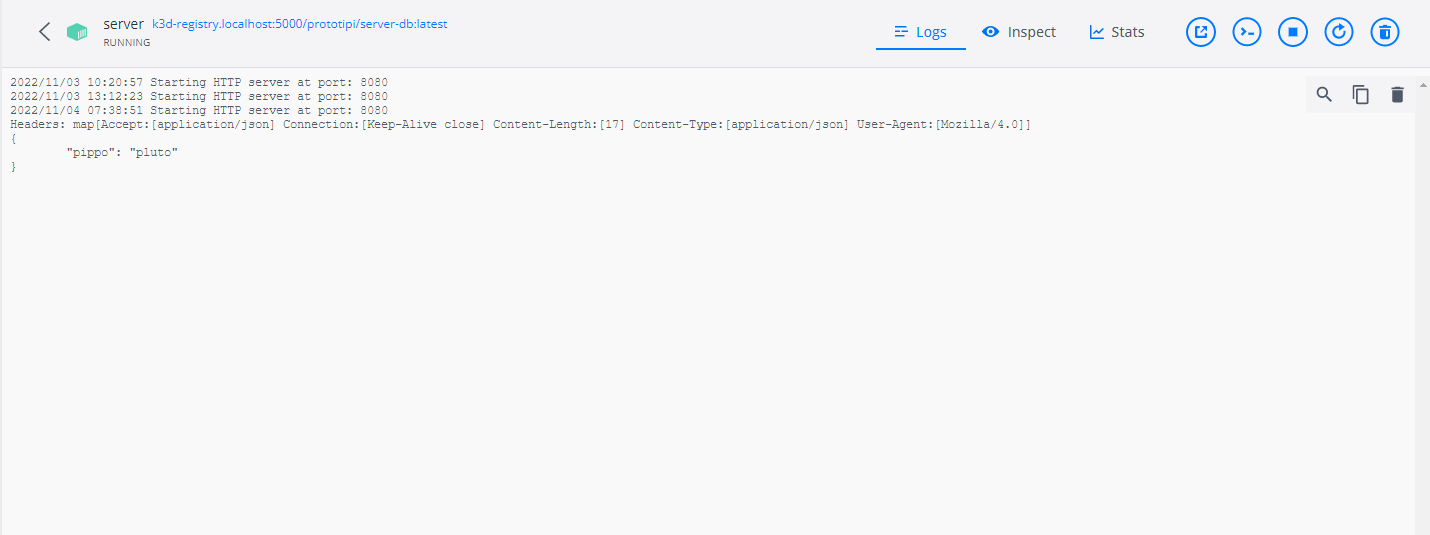 server k3d-registry.localhost:5000/prototipi/server-db:latest
RUNNING
Logs Inspect Stats
2022/11/03 10:20:57 Starting HTTP server at port: 8080
2022/11/03 13:12:23 Starting HTTP server at port: 8080
2022/11/04 07:38:51 Starting HTTP server at port: 8080
Headers: map[Accept:[application/json] Connection:[Keep-Alive close] Content-Length:[17] Content-Type:[application/json] User-Agent:[Mozilla/4.0]]
{
        "pippo": "pluto"
}